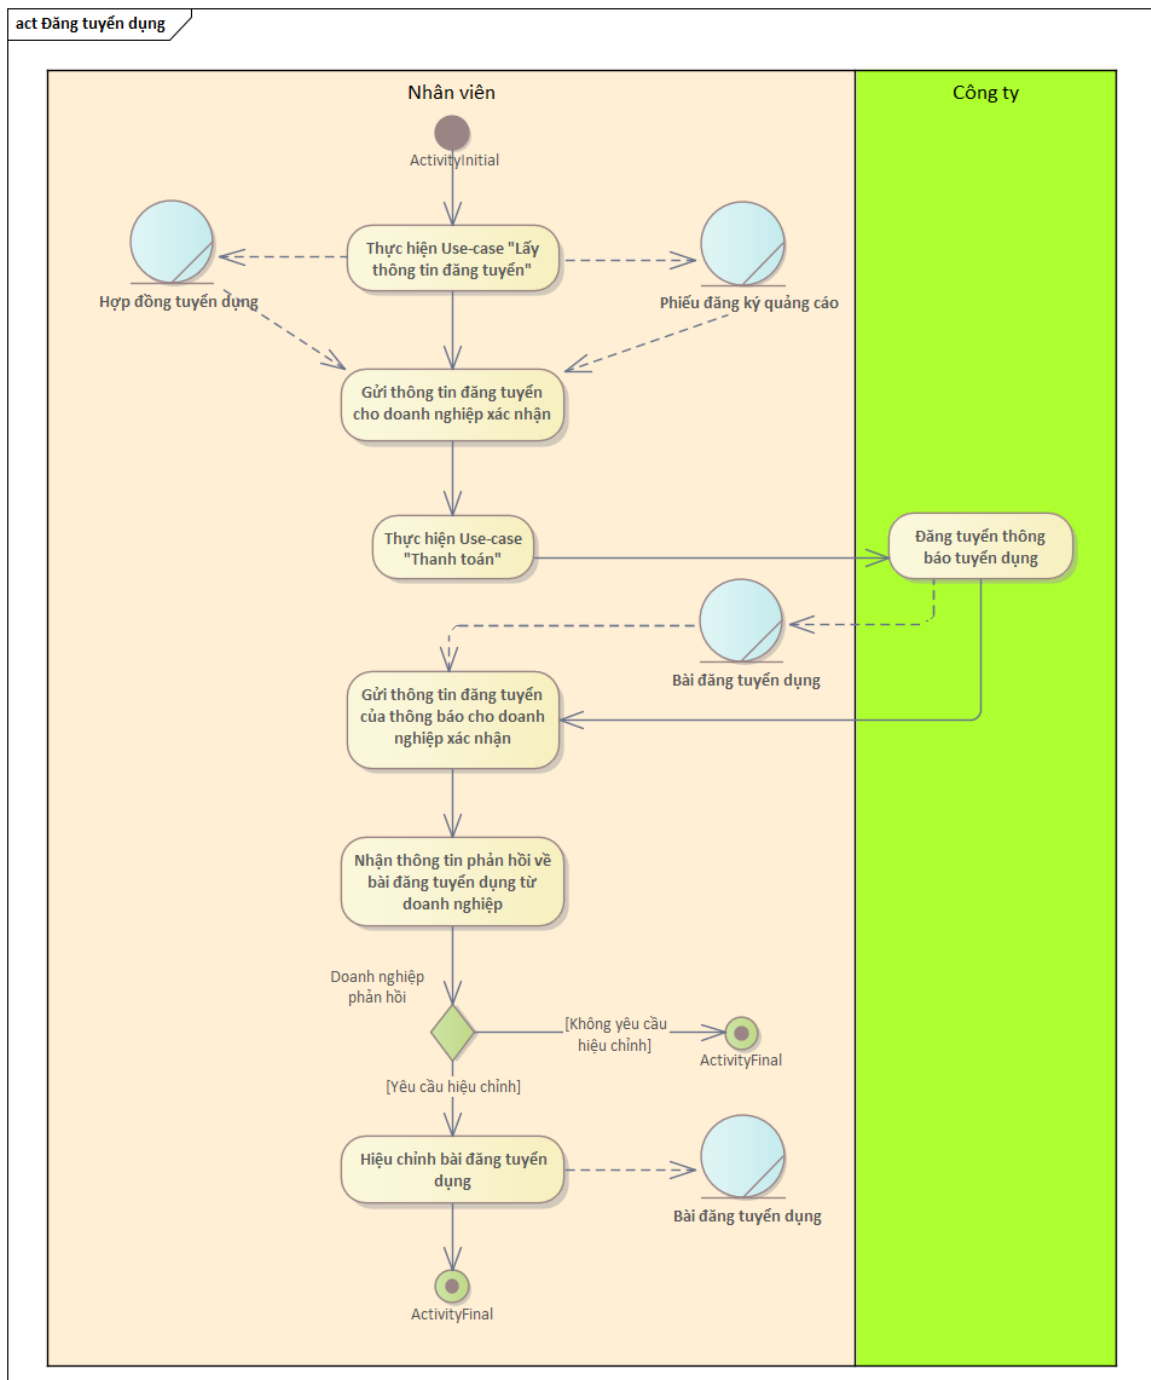 act Đăng tuyển dụng
Nhân viên
Công ty
ActivityInitial
Thực hiện Use-case "Lấy
thông tin đăng tuyển"
Hợp đồng tuyển dụng
Phiếu đăng ký quảng cáo
Gửi thông tin đăng tuyển
cho doanh nghiệp xác nhận
Thực hiện Use-case
"Thanh toán"
Đăng tuyển thông
báo tuyển dụng
Bài đăng tuyển dụng
Gửi thông tin đăng tuyển
của thông báo cho doanh
nghiệp xác nhận
Nhận thông tin phản hồi về
bài đăng tuyển dụng từ
doanh nghiệp
Doanh nghiệp
phản hồi
[Không yêu cầu
hiệu chỉnh]
ActivityFinal
[Yêu cầu hiệu chỉnh]
Hiệu chỉnh bài đăng tuyển
dụng
Bài đăng tuyển dụng
ActivityFinal